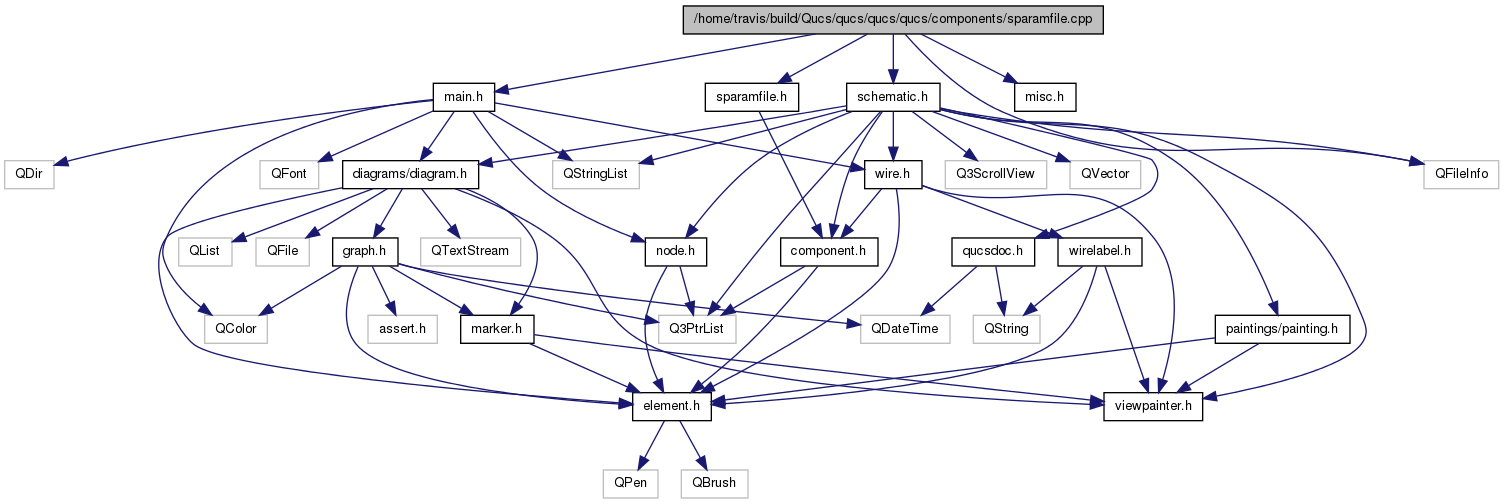 /home/travis/build/Qucs/qucs/qucs/qucs/components/sparamfile.cpp
main.h
sparamfile.h
schematic.h
misc.h
QDir
QFont
diagrams/diagram.h
QStringList
wire.h
Q3ScrollView
QVector
QFileInfo
QList
QFile
graph.h
QTextStream
node.h
component.h
qucsdoc.h
wirelabel.h
QColor
assert.h
marker.h
Q3PtrList
QDateTime
QString
paintings/painting.h
element.h
viewpainter.h
QPen
QBrush